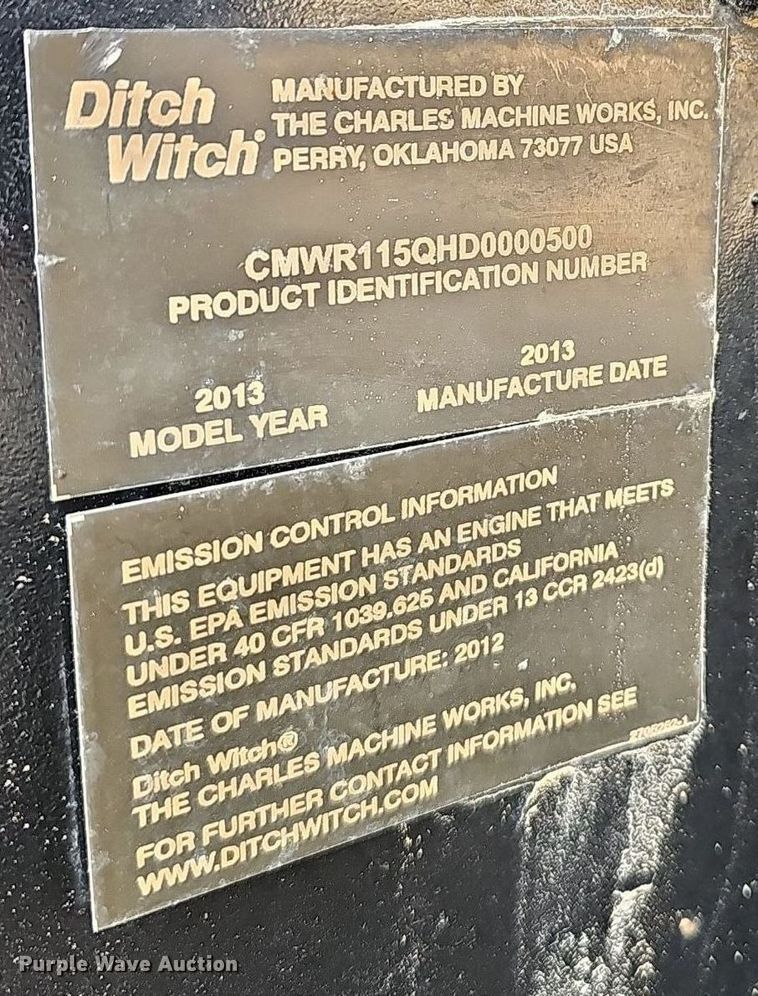 Ditch Witch®
MANUFACTURED BY
THE CHARLES MACHINE WORKS, INC.
PERRY, OKLAHOMA 73077 USA
CMWR115QHD0000500
PRODUCT IDENTIFICATION NUMBER
2013
MODEL YEAR
2013
MANUFACTURE DATE
EMISSION CONTROL INFORMATION
THIS EQUIPMENT HAS AN ENGINE THAT MEETS
U.S. EPA EMISSION STANDARDS
UNDER 40 CFR 1039.625 AND CALIFORNIA
EMISSION STANDARDS UNDER 13 CCR 2423(d)
DATE OF MANUFACTURE: 2012
Ditch Witch®
THE CHARLES MACHINE WORKS, INC.
FOR FURTHER CONTACT INFORMATION SEE
WWW.DITCHWITCH.COM
Purple Wave Auction